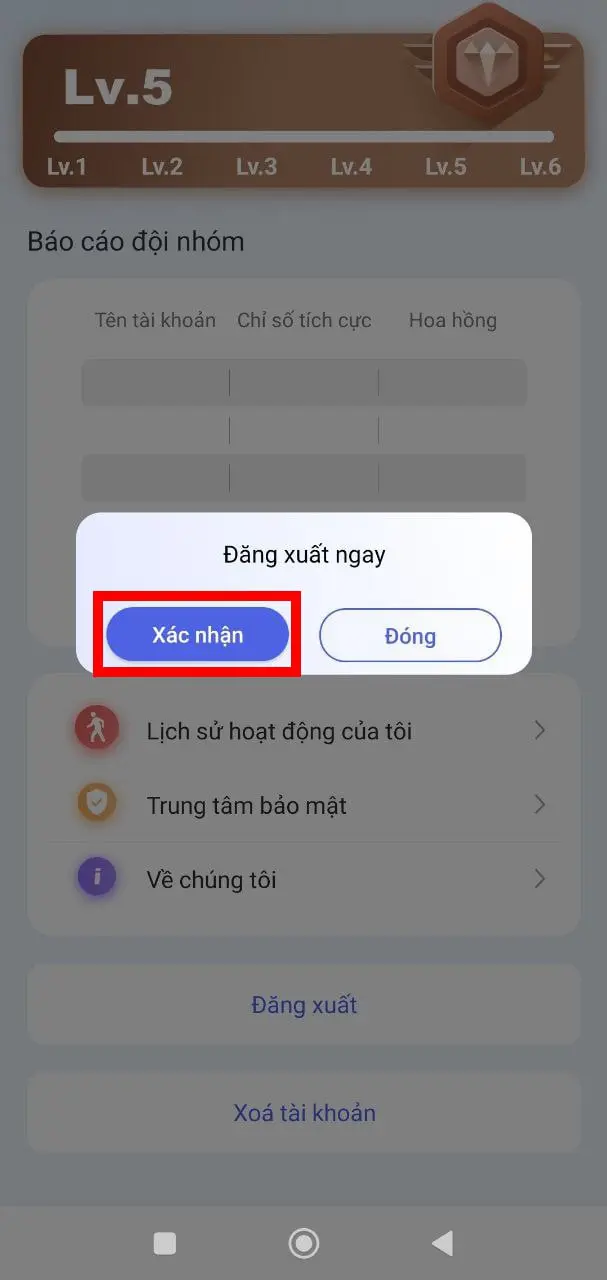 Lv.5
Lv.1 Lv.2 Lv.3 Lv.4 Lv.5 Lv.6
Báo cáo đội nhóm
Tên tài khoản Chỉ số tích cực Hoa hồng
Đăng xuất ngay
Xác nhận Đóng
Lịch sử hoạt động của tôi
Trung tâm bảo mật
Về chúng tôi
Đăng xuất
Xoá tài khoản